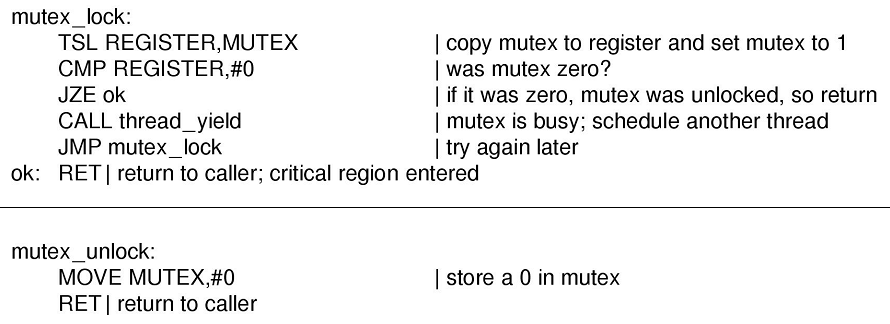 mutex_lock:
TSL REGISTER,MUTEX | copy mutex to register and set mutex to 1
CMP REGISTER,#0 | was mutex zero?
JZE ok | if it was zero, mutex was unlocked, so return
CALL thread_yield | mutex is busy; schedule another thread
JMP mutex_lock | try again later
ok: RET | return to caller; critical region entered
mutex_unlock:
MOVE MUTEX,#0 | store a 0 in mutex
RET | return to caller